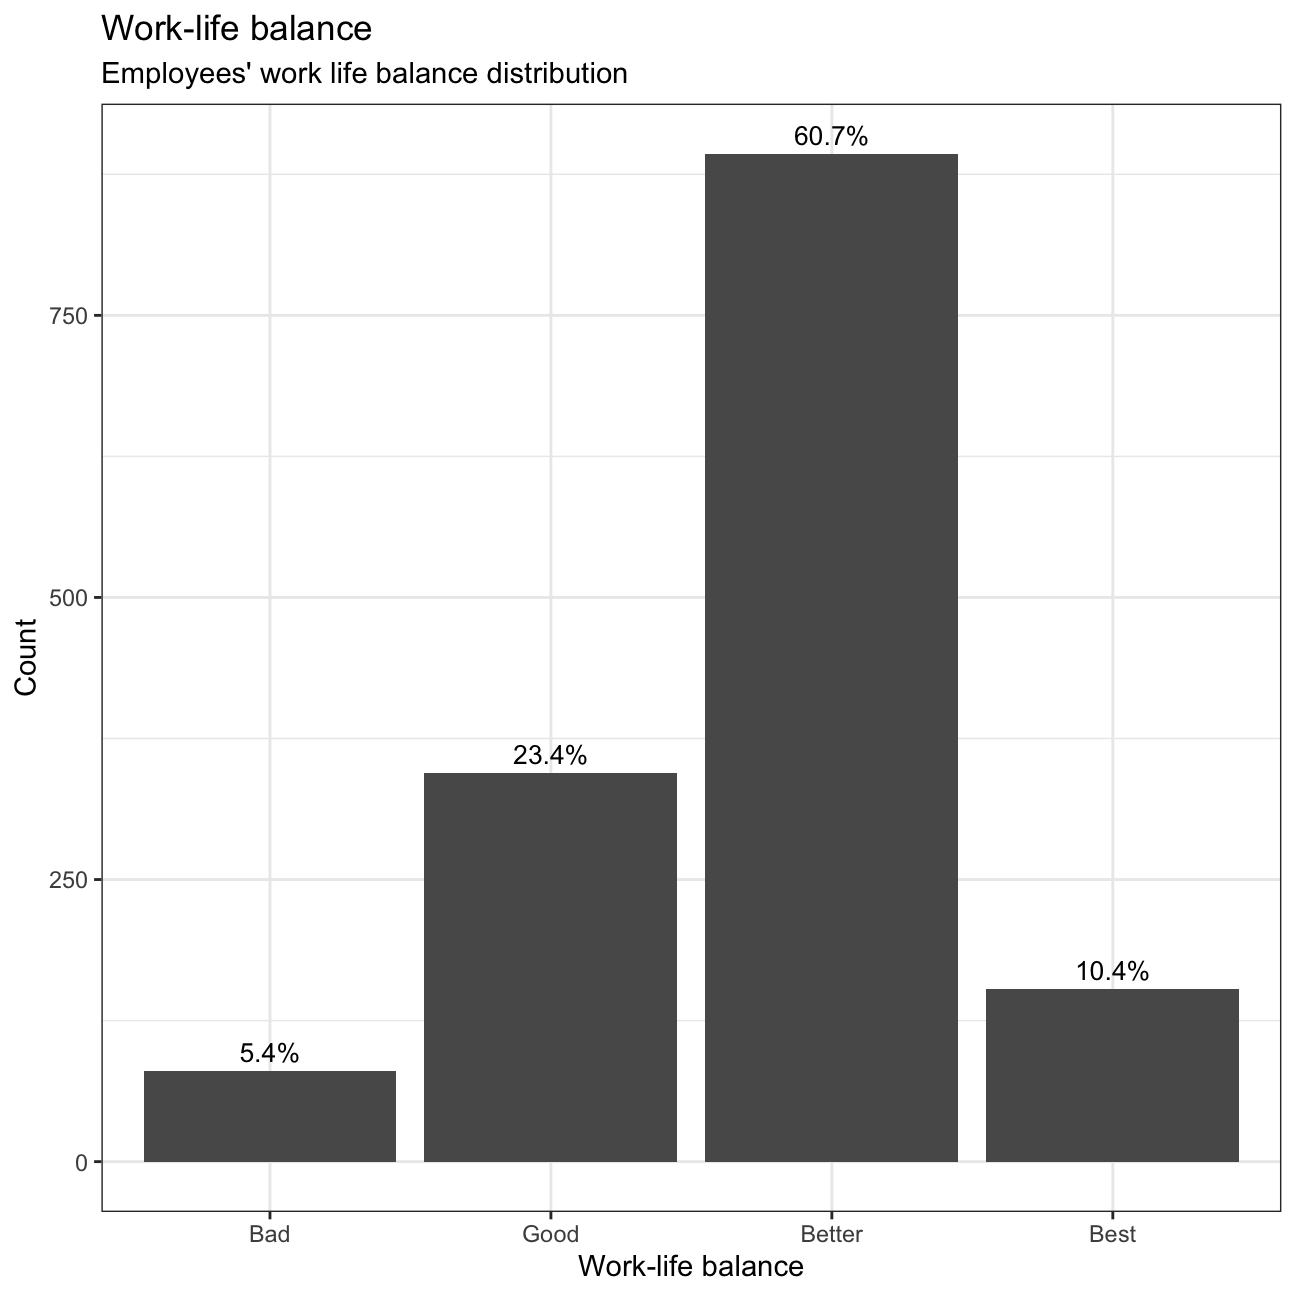 Work-life balance
Employees' work life balance distribution
60.7%
750
500
Count
23.4%
250
10.4%
5.4%
0
Bad Good Better Best
Work-life balance